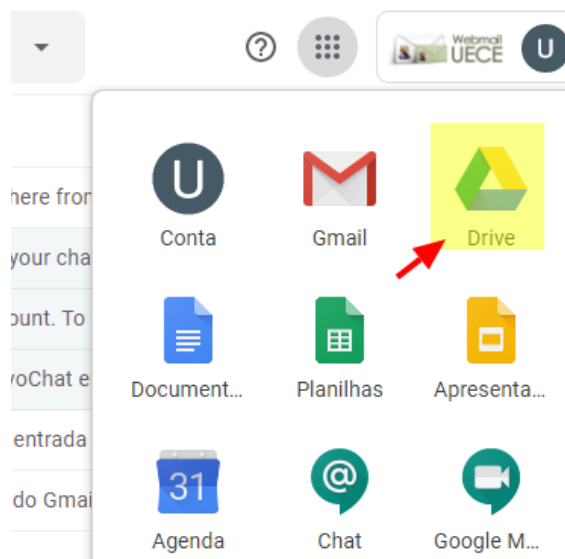 Webmail
UECE
U
U
Conta
Gmail
Drive
here fron
your cha
ount. To
voChat e
entrada
do Gmai
Document...
Planilhas
Apresenta...
31
Agenda
Chat
Google M...